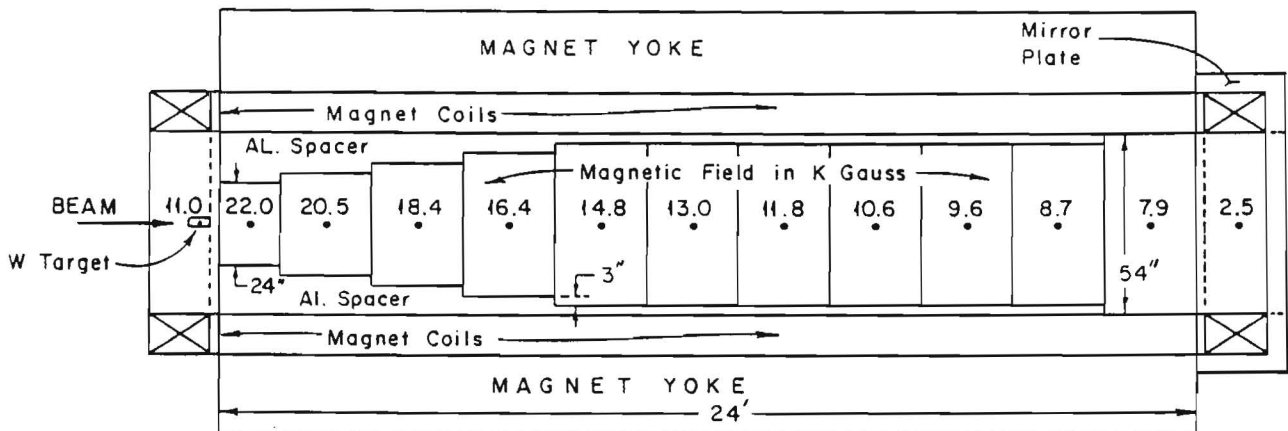 MAGNET YOKE
Mirror
Plate
Magnet Coils
AL. Spacer
Magnetic Field in K Gauss
BEAM
11.0 22.0 20.5 18.4 16.4 14.8 13.0 11.8 10.6 9.6 8.7 7.9 2.5
W Target
24"
3"
54"
Al. Spacer
Magnet Coils
MAGNET YOKE
24'